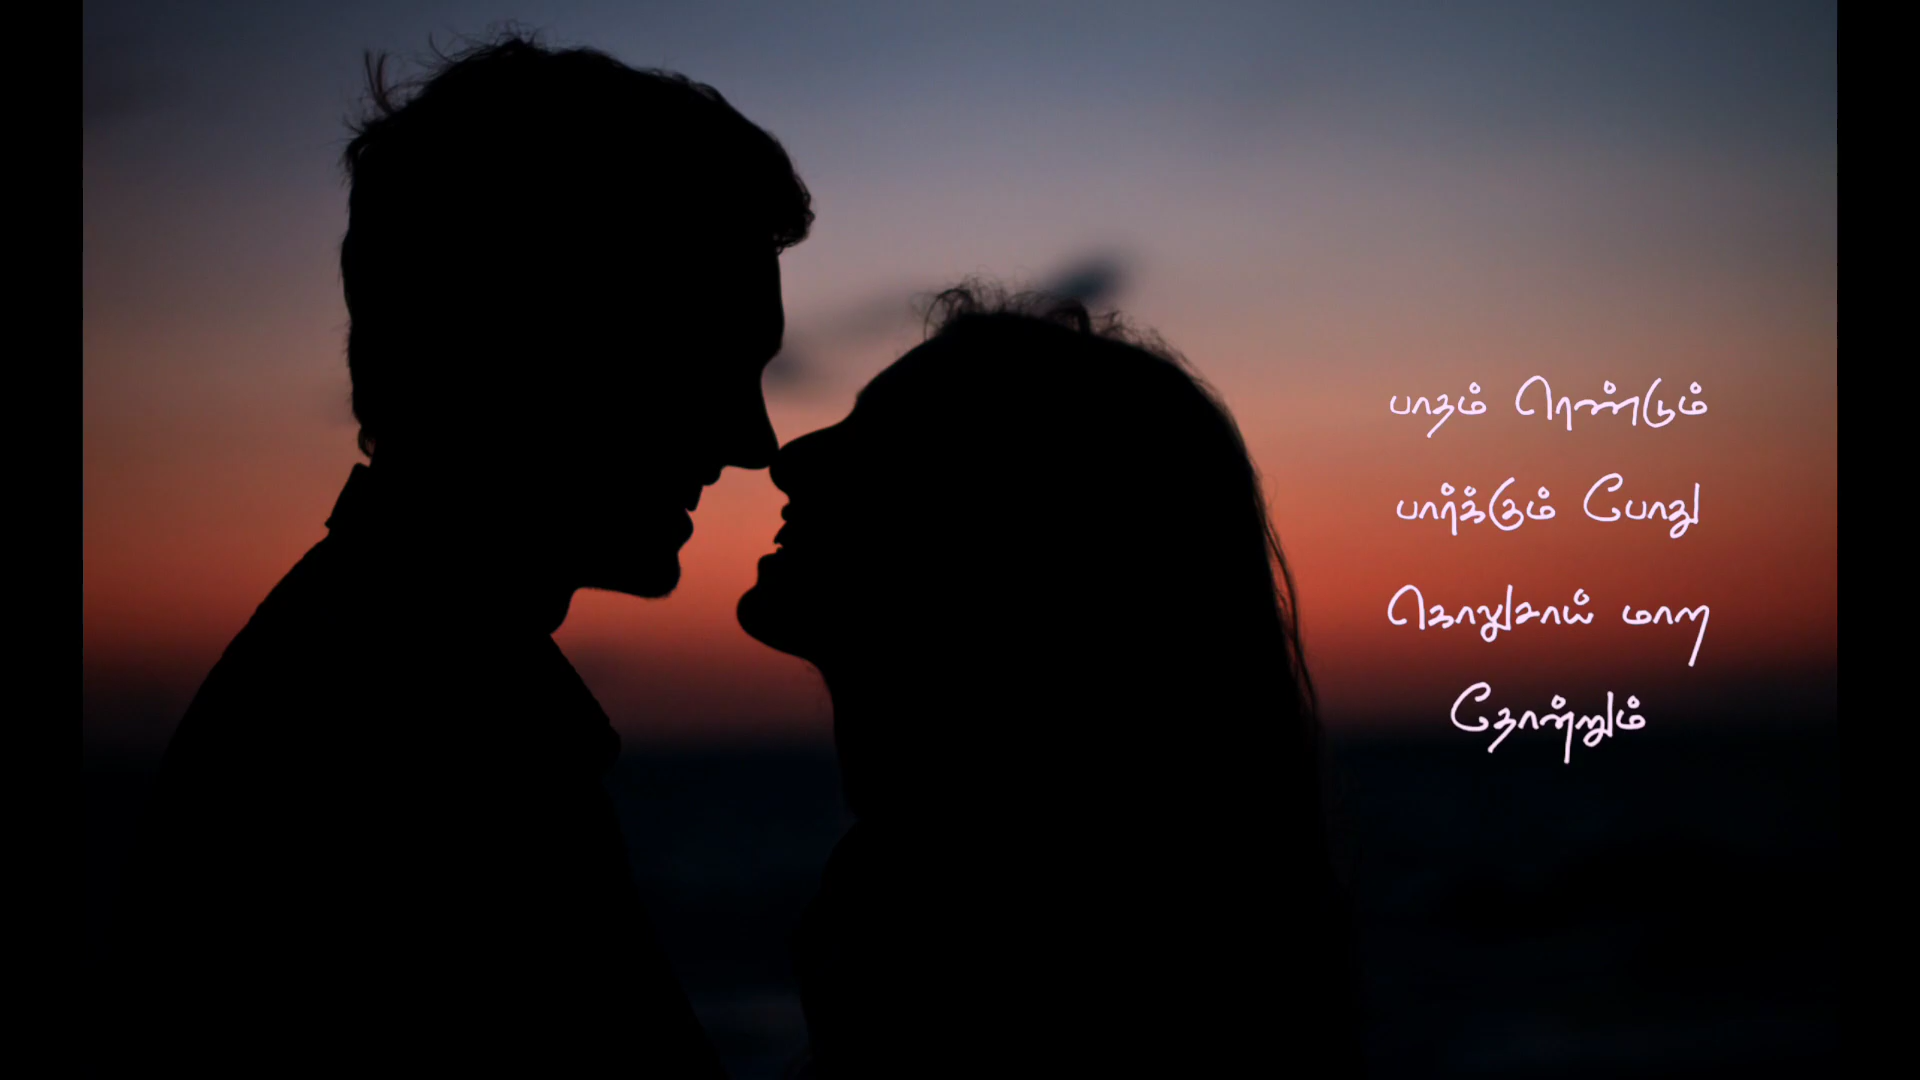 பாதம் ரெண்டும்
பார்க்கும் போது
கொறுசாய் மாற
தோன்றும்